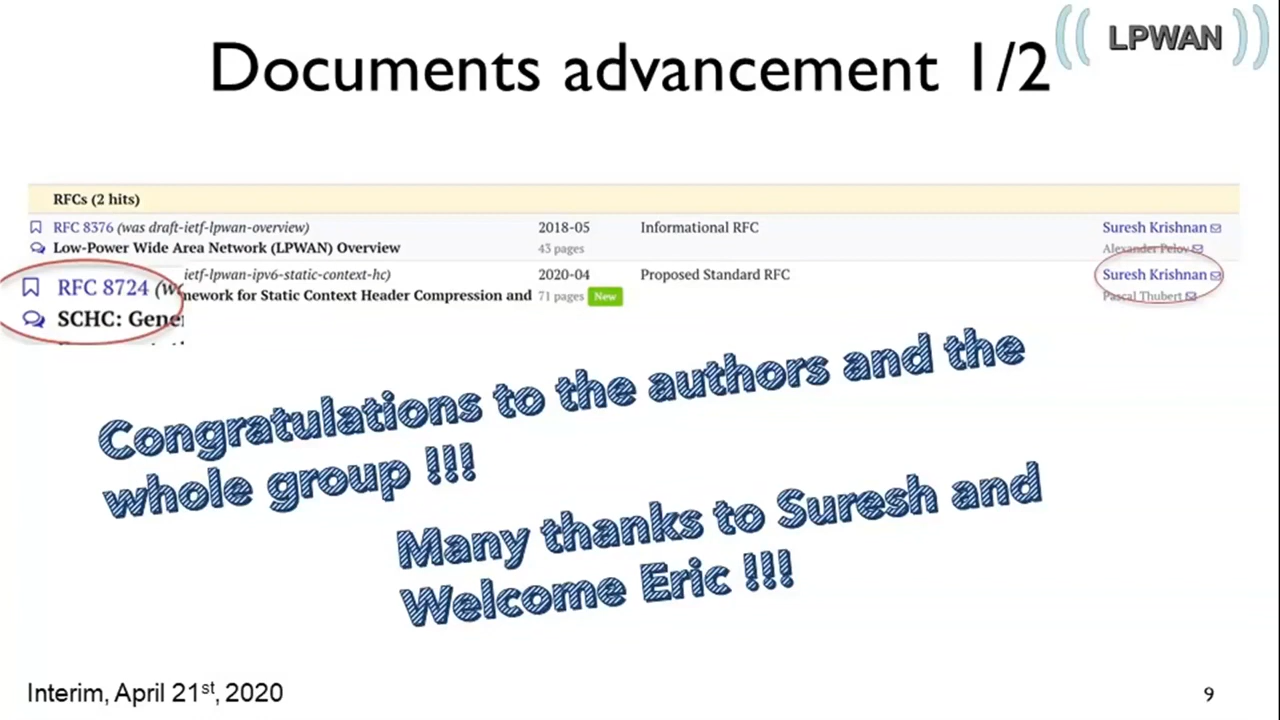 LPWAN
Documents advancement 1/2
RFCs (2 hits)
RFC 8376 (was draft-ietf-lpwan-overview) 2018-05 Informational RFC Suresh Krishnan
Low-Power Wide Area Network (LPWAN) Overview 43 pages Alexander Pelov
RFC 8724 ietf-lpwan-ipv6-static-context-hc) 2020-04 Proposed Standard RFC Suresh Krishnan
SCHC: Gene mework for Static Context Header Compression and 71 pages New Pascal Thubert
Congratulations to the authors and the
whole group !!!
Many thanks to Suresh and
Welcome Eric !!!
Interim, April 21st, 2020 9